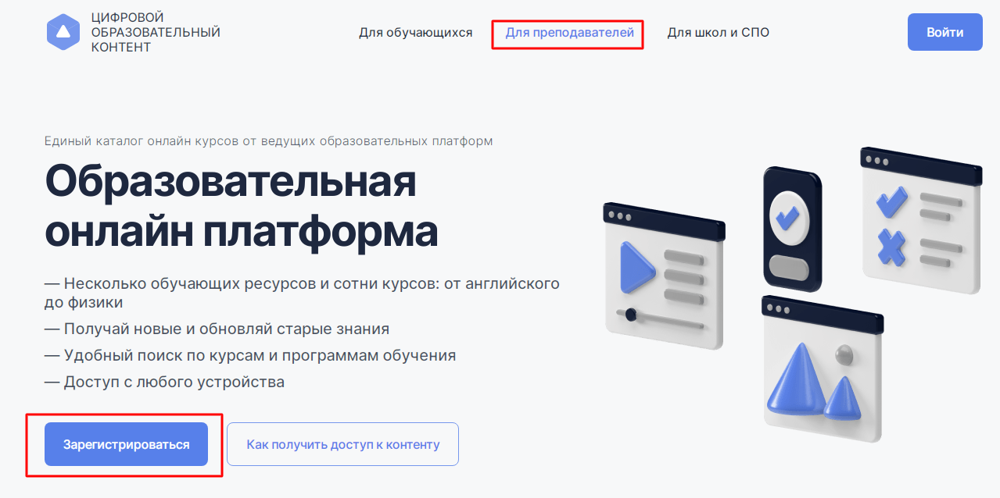 ЦИФРОВОЙ
ОБРАЗОВАТЕЛЬНЫЙ
КОНТЕНТ
Для обучающихся
Для преподавателей
Для школ и СПО
Войти
Единый каталог онлайн курсов от ведущих образовательных платформ
Образовательная
онлайн платформа
— Несколько обучающих ресурсов и сотни курсов: от английского
до физики
— Получай новые и обновляй старые знания
— Удобный поиск по курсам и программам обучения
— Доступ с любого устройства
Зарегистрироваться
Как получить доступ к контенту